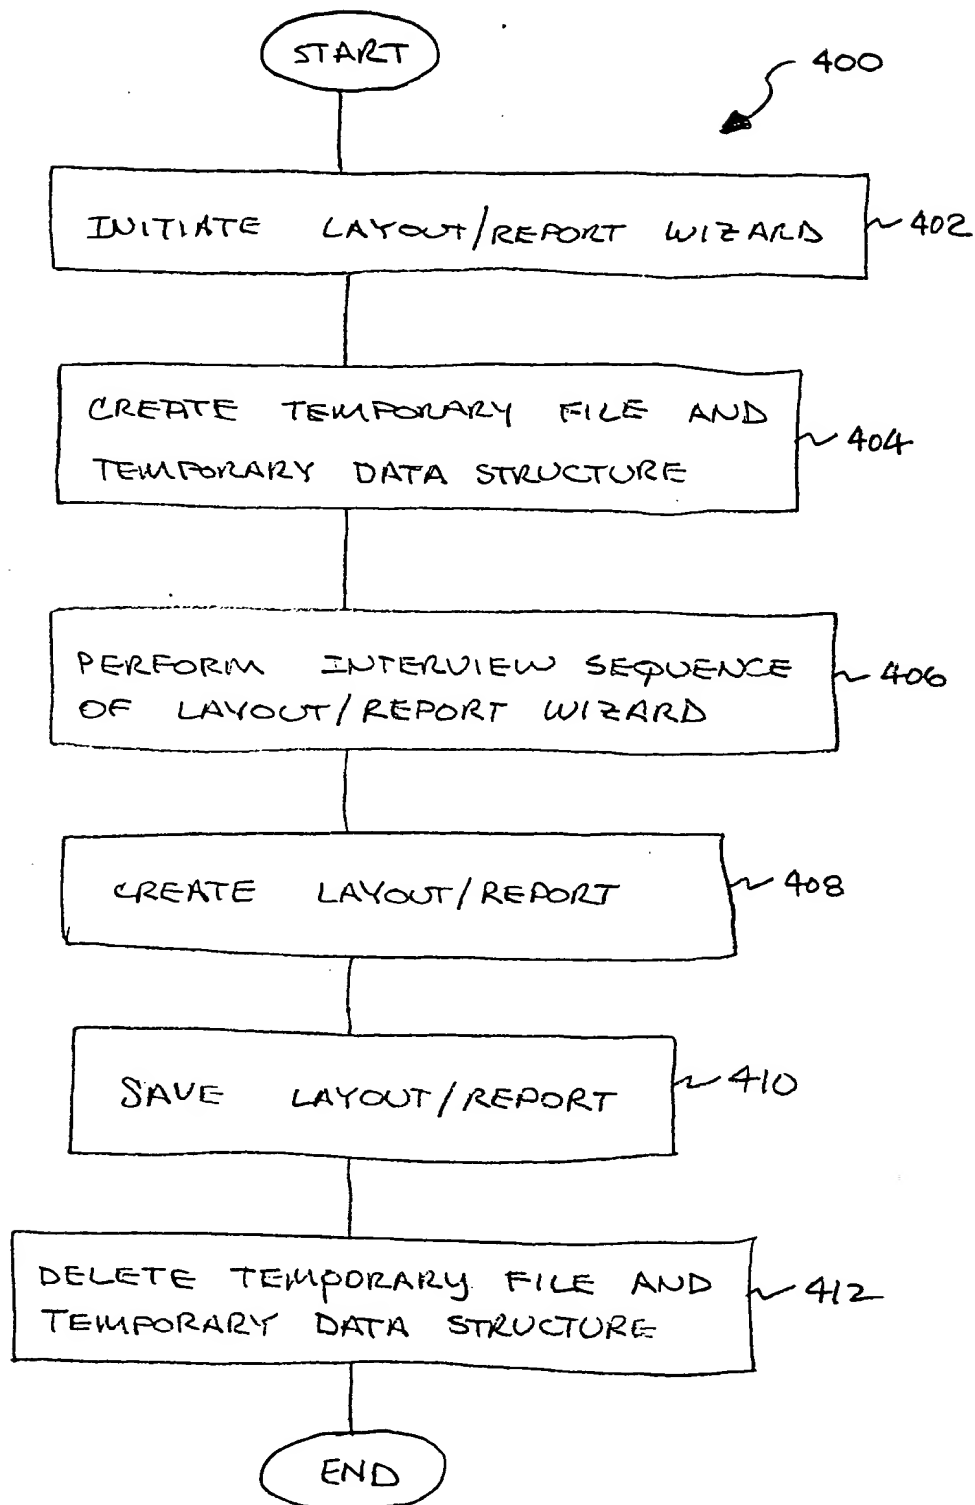 START
400
INITIATE LAYOUT/REPORT WIZARD
402
CREATE TEMPORARY FILE AND
TEMPORARY DATA STRUCTURE
404
PERFORM INTERVIEW SEQUENCE
OF LAYOUT/REPORT WIZARD
406
CREATE LAYOUT/REPORT
408
SAVE LAYOUT/REPORT
410
DELETE TEMPORARY FILE AND
TEMPORARY DATA STRUCTURE
412
END